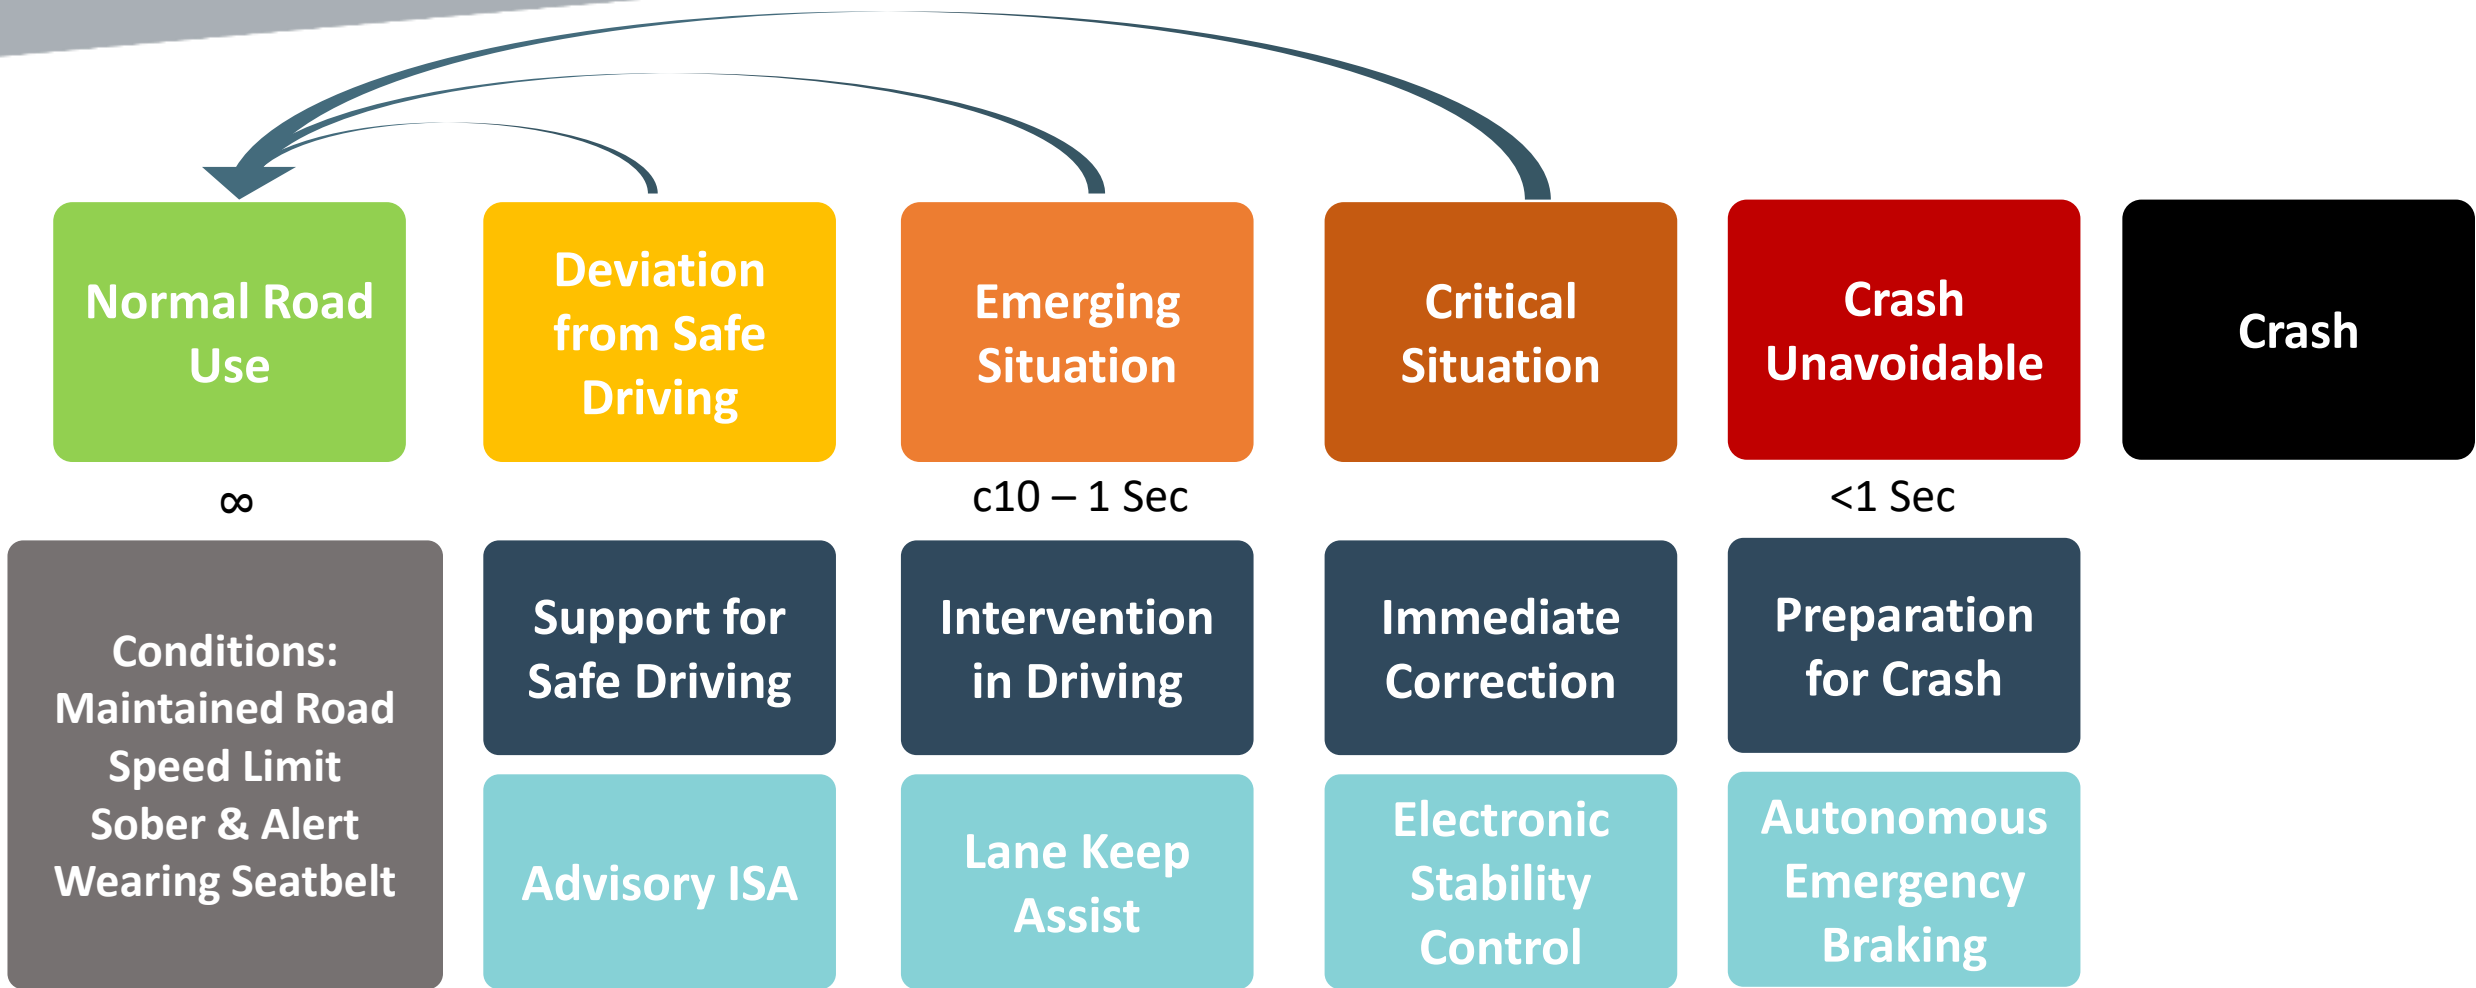 Normal Road
Use
Deviation
from Safe
Driving
Emerging
Situation
Critical
Situation
Crash
Unavoidable
Crash
∞
c10 – 1 Sec
<1 Sec
Conditions:
Maintained Road
Speed Limit
Sober & Alert
Wearing Seatbelt
Support for
Safe Driving
Intervention
in Driving
Immediate
Correction
Preparation
for Crash
Advisory ISA
Lane Keep
Assist
Electronic
Stability
Control
Autonomous
Emergency
Braking